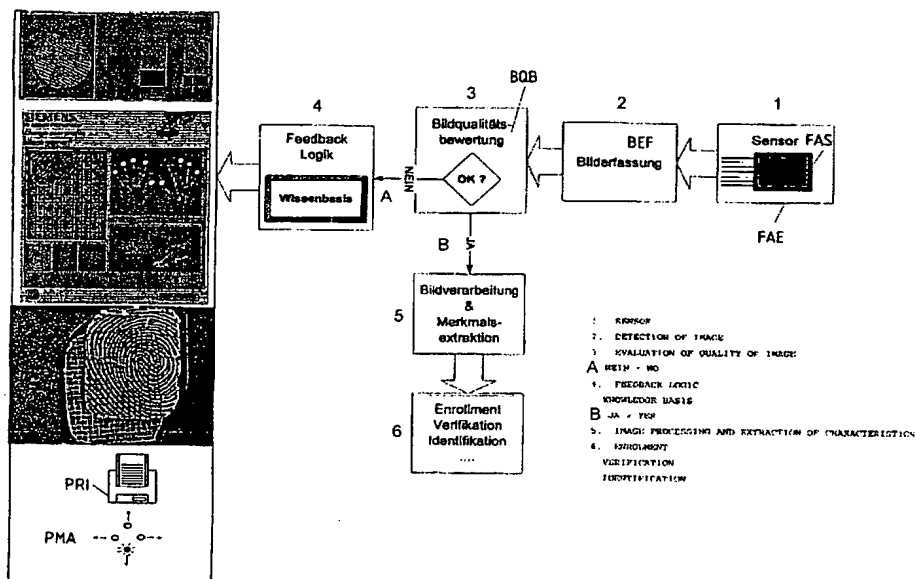 SIEMENS
4
Feedback
Logik
Wissenbasis
A
NEIN
3
BQB
Bildqualitäts-
bewertung
OK ?
2
BEF
Bilderfassung
1
Sensor
FAS
FAE
B
JA
5
Bildverarbeitung
&
Merkmals-
extraktion
6
Enrollment
Verifikation
Identifikation
....
PRI
PMA
1 SENSOR
2. DETECTION OF IMAGE
3 EVALUATION OF QUALITY OF IMAGE
A NEIN - NO
4. FEEDBACK LOGIC
KNOWLEDGE BASIS
B JA - YES
5. IMAGE PROCESSING AND EXTRACTION OF CHARACTERISTICS
6. ENROLMENT
VERIFICATION
IDENTIFICATION